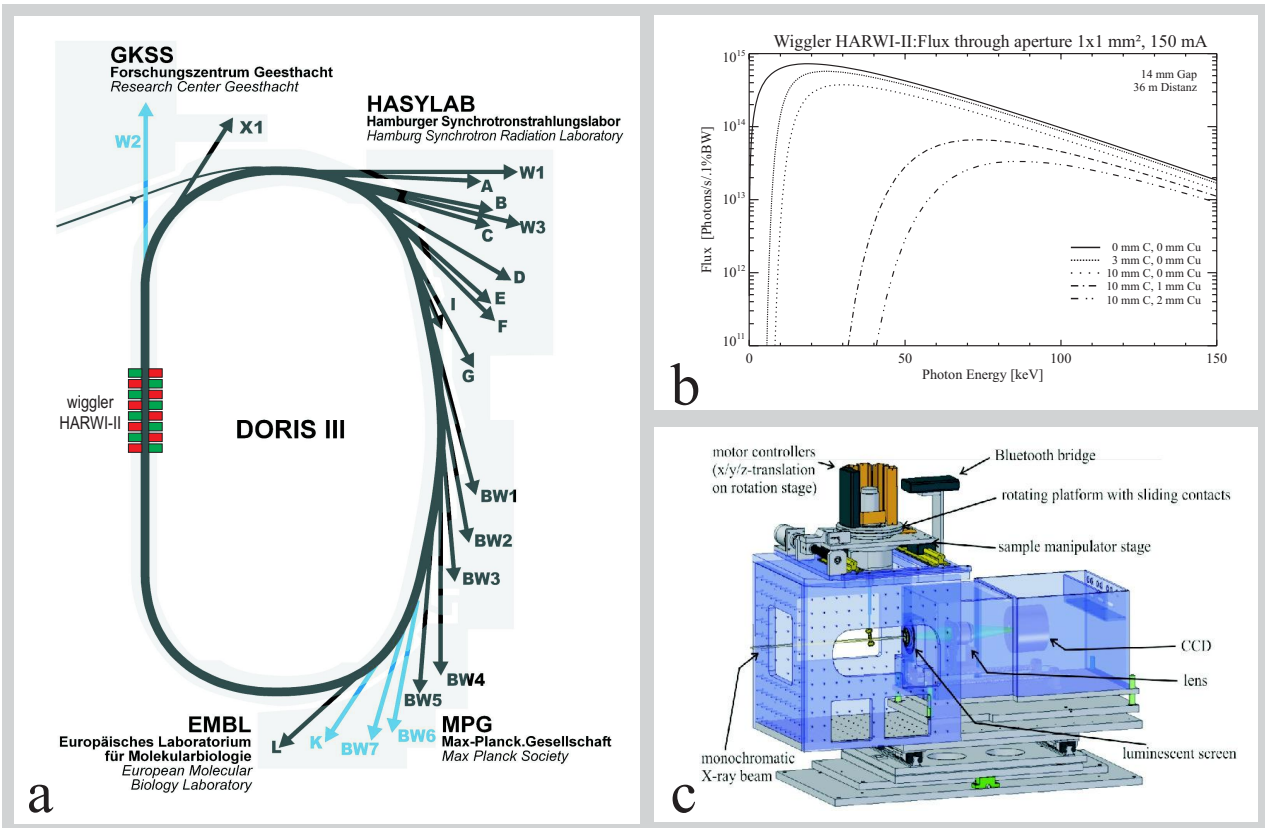 GKSS
Forschungszentrum Geesthacht
Research Center Geesthacht
X1
W2
HASYLAB
Hamburger Synchrotronstrahlungslabor
Hamburg Synchrotron Radiation Laboratory
W1
A
B
W3
C
D
E
I
F
G
wiggler
HARWI-II
DORIS III
BW1
BW2
BW3
BW4
BW5
EMBL
Europäisches Laboratorium
für Molekularbiologie
European Molecular
Biology Laboratory
L
K
BW7
BW6
MPG
Max-Planck.Gesellschaft
Max Planck Society
a
Wiggler HARWI-II:Flux through aperture 1x1 mm², 150 mA
14 mm Gap
36 m Distanz
Flux [Photons/s/.1%BW]
10¹⁵
10¹⁴
10¹³
10¹²
10¹¹
0 mm C, 0 mm Cu
3 mm C, 0 mm Cu
10 mm C, 0 mm Cu
10 mm C, 1 mm Cu
10 mm C, 2 mm Cu
0
50
100
150
Photon Energy [keV]
b
motor controllers
(x/y/z-translation
on rotation stage)
Bluetooth bridge
rotating platform with sliding contacts
sample manipulator stage
CCD
lens
luminescent screen
monochromatic
X-ray beam
c